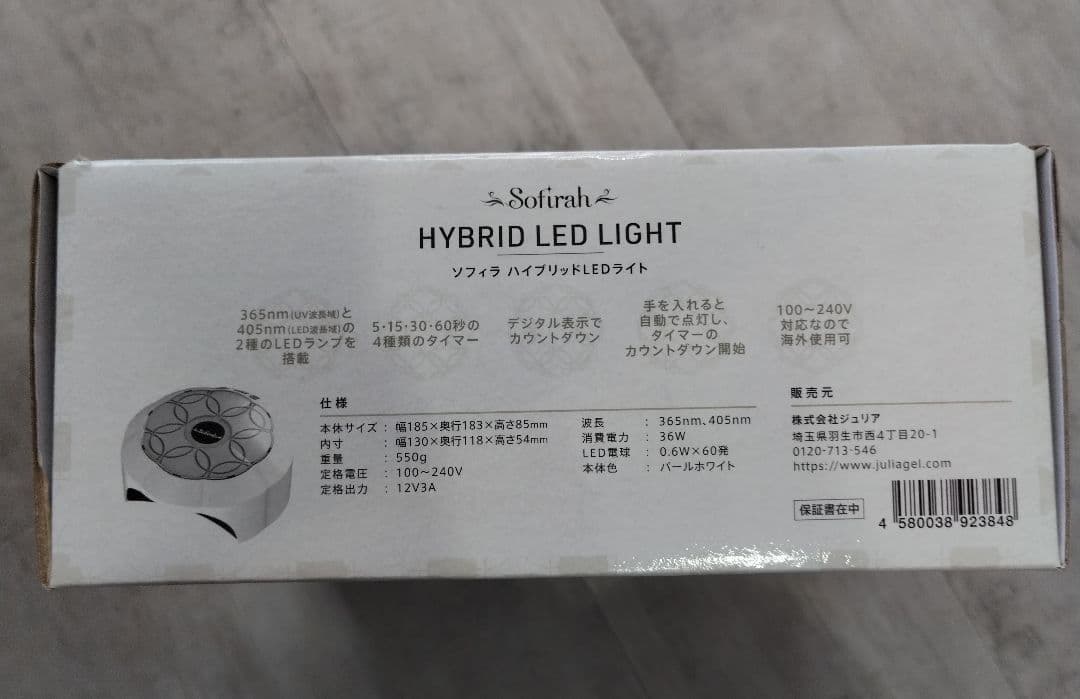 Sofirah
HYBRID LED LIGHT
ソフィラ ハイブリッドLEDライト
365nm(UV波長域)と
405nm(LED波長域)の
2種のLEDランプを
搭載
5・15・30・60秒の
4種類のタイマー
デジタル表示で
カウントダウン
手を入れると
自動で点灯し、
タイマーの
カウントダウン開始
100〜240V
対応なので
海外使用可
仕様
本体サイズ : 幅185×奥行183×高さ85mm
内寸 : 幅130×奥行118×高さ54mm
重量 : 550g
定格電圧 : 100〜240V
定格出力 : 12V3A
波長 : 365nm、405nm
消費電力 : 36W
LED電球 : 0.6W×60発
本体色 : パールホワイト
販売元
株式会社ジュリア
埼玉県羽生市西4丁目20-1
0120-713-546
https://www.juliagel.com
保証書在中
4 580038 923848